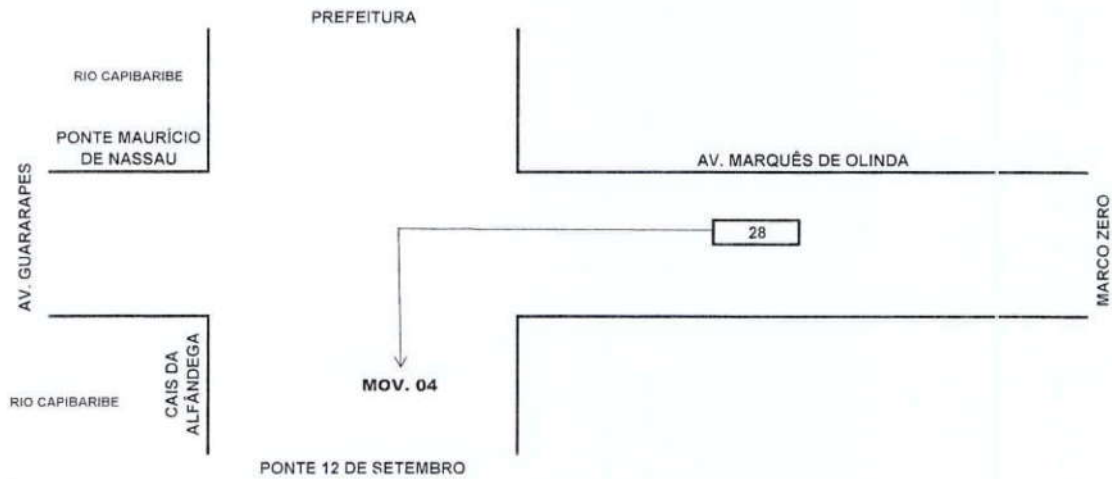 PREFEITURA
RIO CAPIBARIBE
PONTE MAURÍCIO
DE NASSAU
AV. MARQUÊS DE OLINDA
AV. GUARARAPES
28
MARCO ZERO
CAIS DA
ALFÂNDEGA
MOV. 04
RIO CAPIBARIBE
PONTE 12 DE SETEMBRO